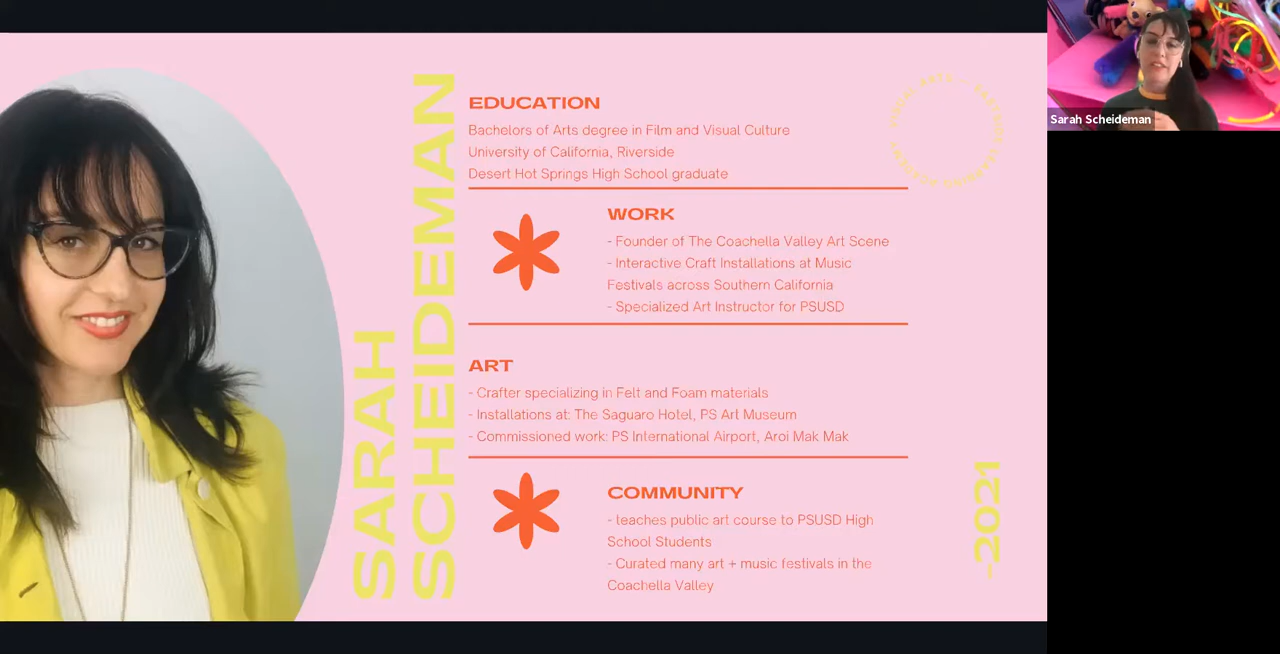 SARAH
SCHEIDEMAN
EDUCATION
Bachelors of Arts degree in Film and Visual Culture
University of California, Riverside
Desert Hot Springs High School graduate
WORK
- Founder of The Coachella Valley Art Scene
- Interactive Craft Installations at Music
Festivals across Southern California
- Specialized Art Instructor for PSUSD
ART
- Crafter specializing in Felt and Foam materials
- Installations at: The Saguaro Hotel, PS Art Museum
- Commissioned work: PS International Airport, Aroi Mak Mak
COMMUNITY
- teaches public art course to PSUSD High
School Students
- Curated many art + music festivals in the
Coachella Valley
-2021
Sarah Scheideman